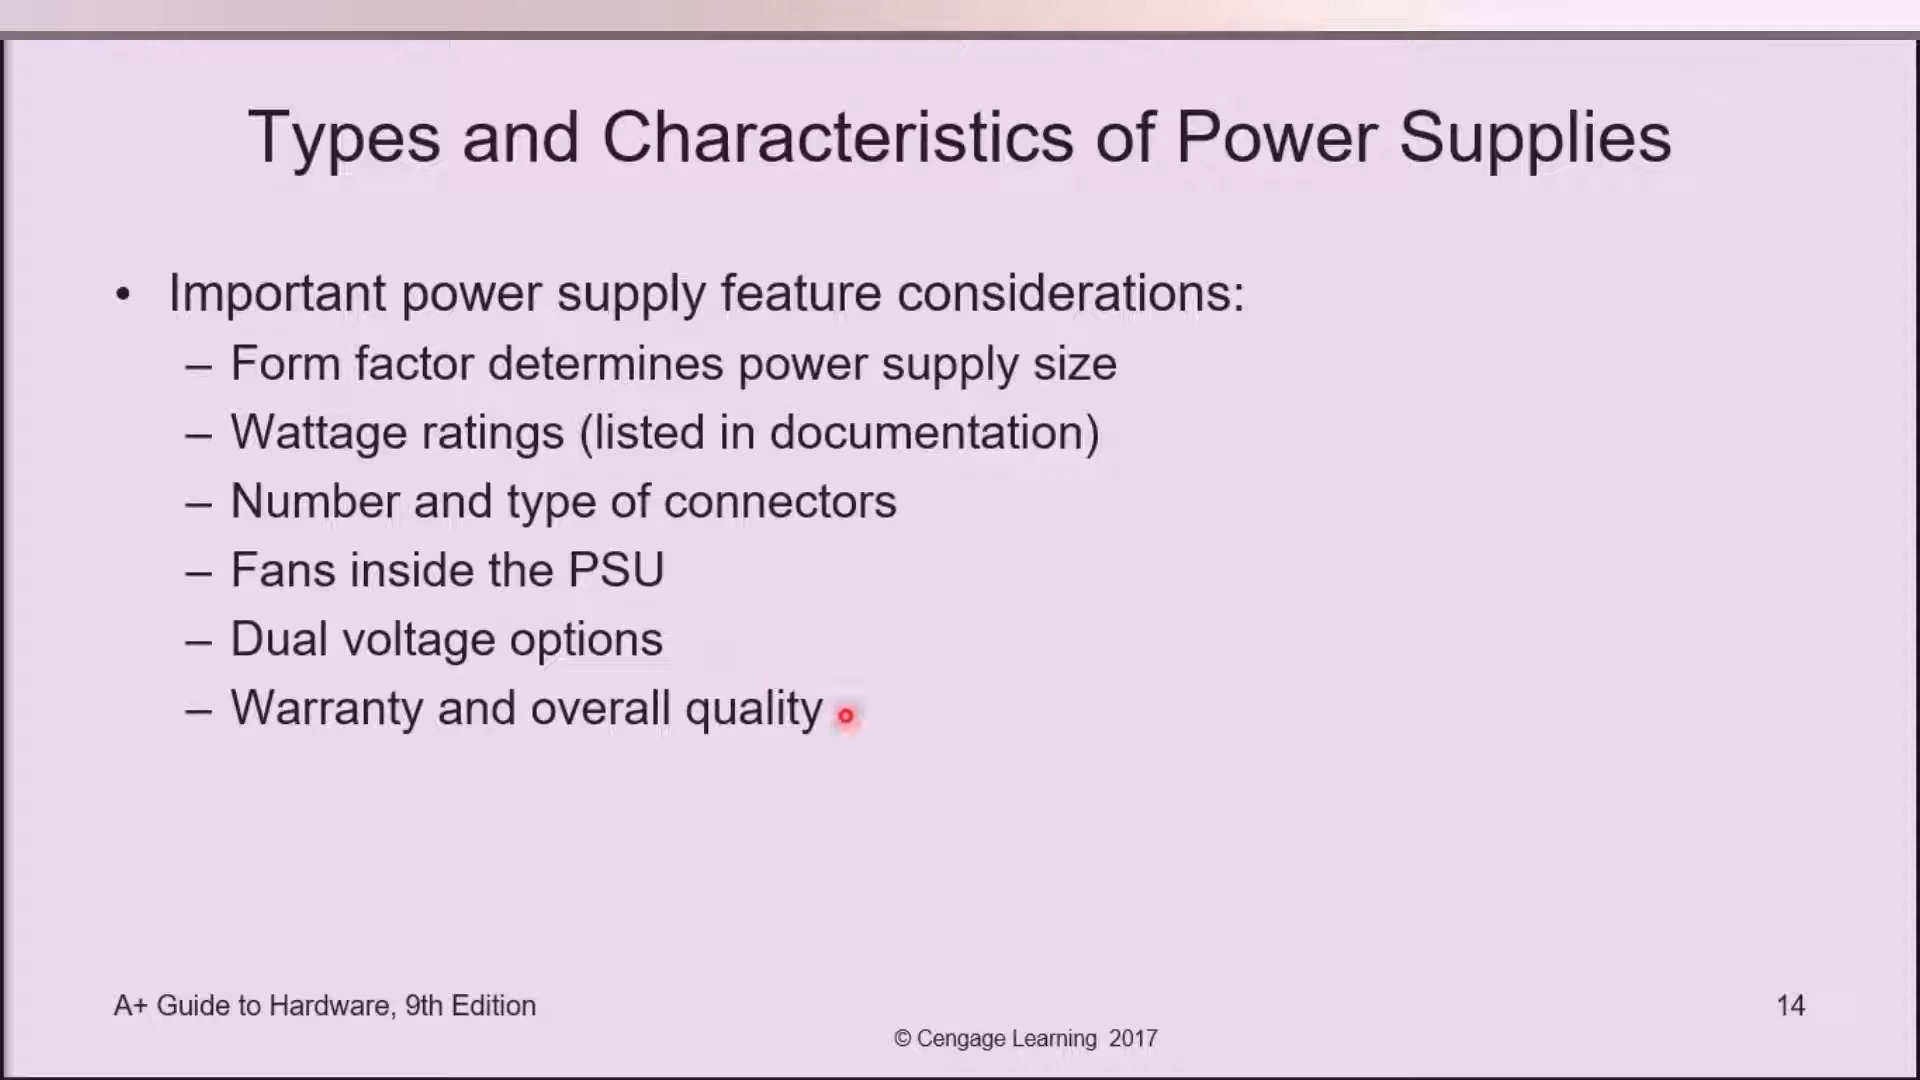 Types and Characteristics of Power Supplies
• Important power supply feature considerations:
– Form factor determines power supply size
– Wattage ratings (listed in documentation)
– Number and type of connectors
– Fans inside the PSU
– Dual voltage options
– Warranty and overall quality
A+ Guide to Hardware, 9th Edition
14
© Cengage Learning 2017